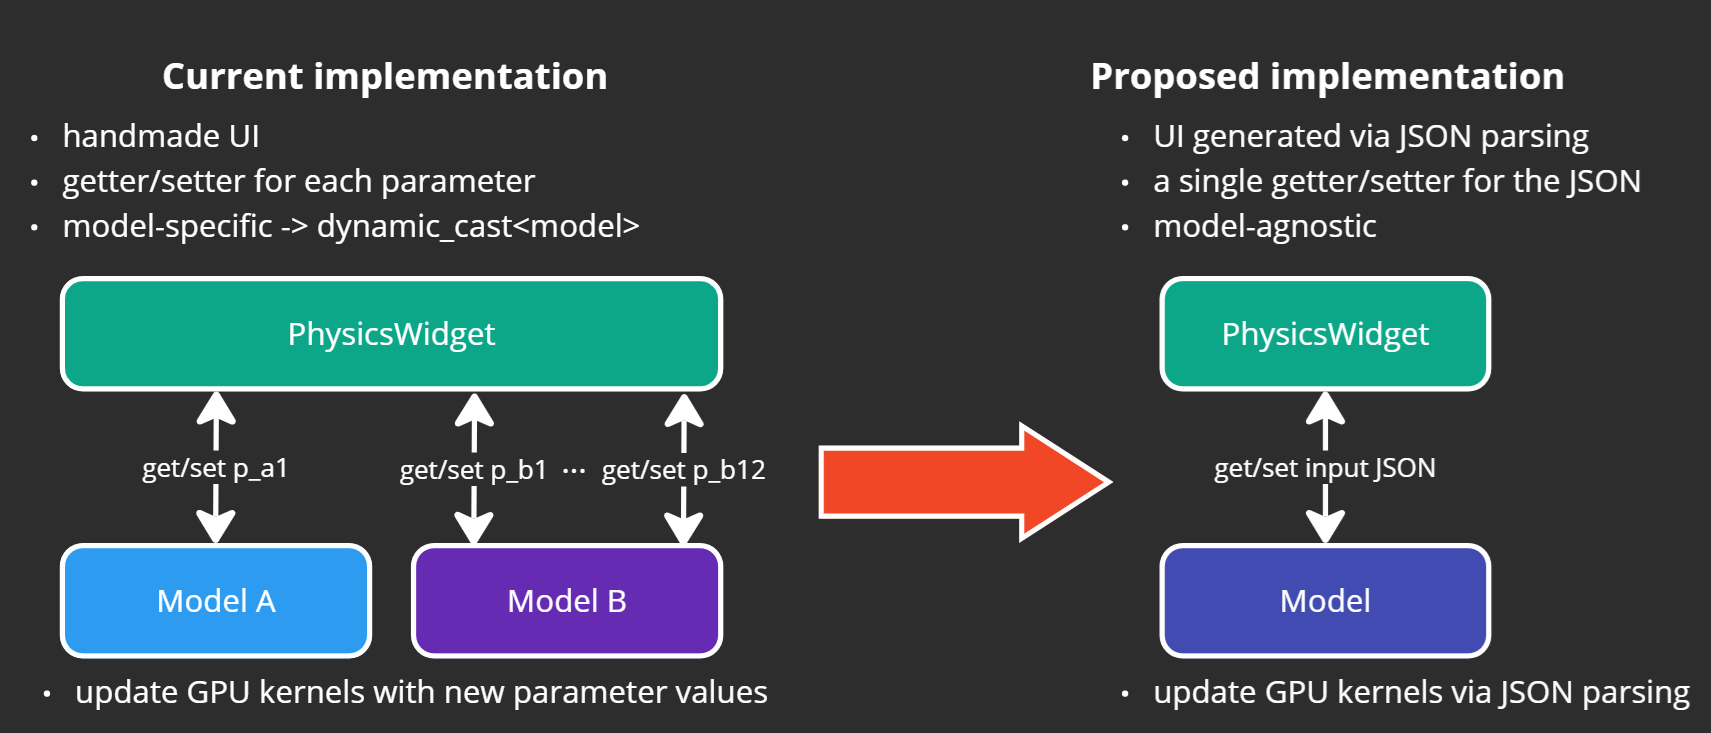 Current implementation
• handmade UI
• getter/setter for each parameter
• model-specific -> dynamic_cast<model>
PhysicsWidget
get/set p_a1
get/set p_b1 ··· get/set p_b12
Model A
Model B
• update GPU kernels with new parameter values
Proposed implementation
• UI generated via JSON parsing
• a single getter/setter for the JSON
• model-agnostic
PhysicsWidget
get/set input JSON
Model
• update GPU kernels via JSON parsing